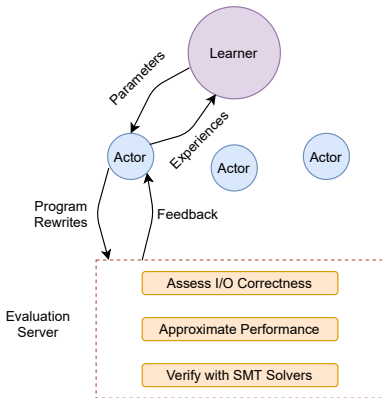 Learner
Parameters
Experiences
Actor
Actor
Actor
Program
Rewrites
Feedback
Evaluation
Server
Assess I/O Correctness
Approximate Performance
Verify with SMT Solvers